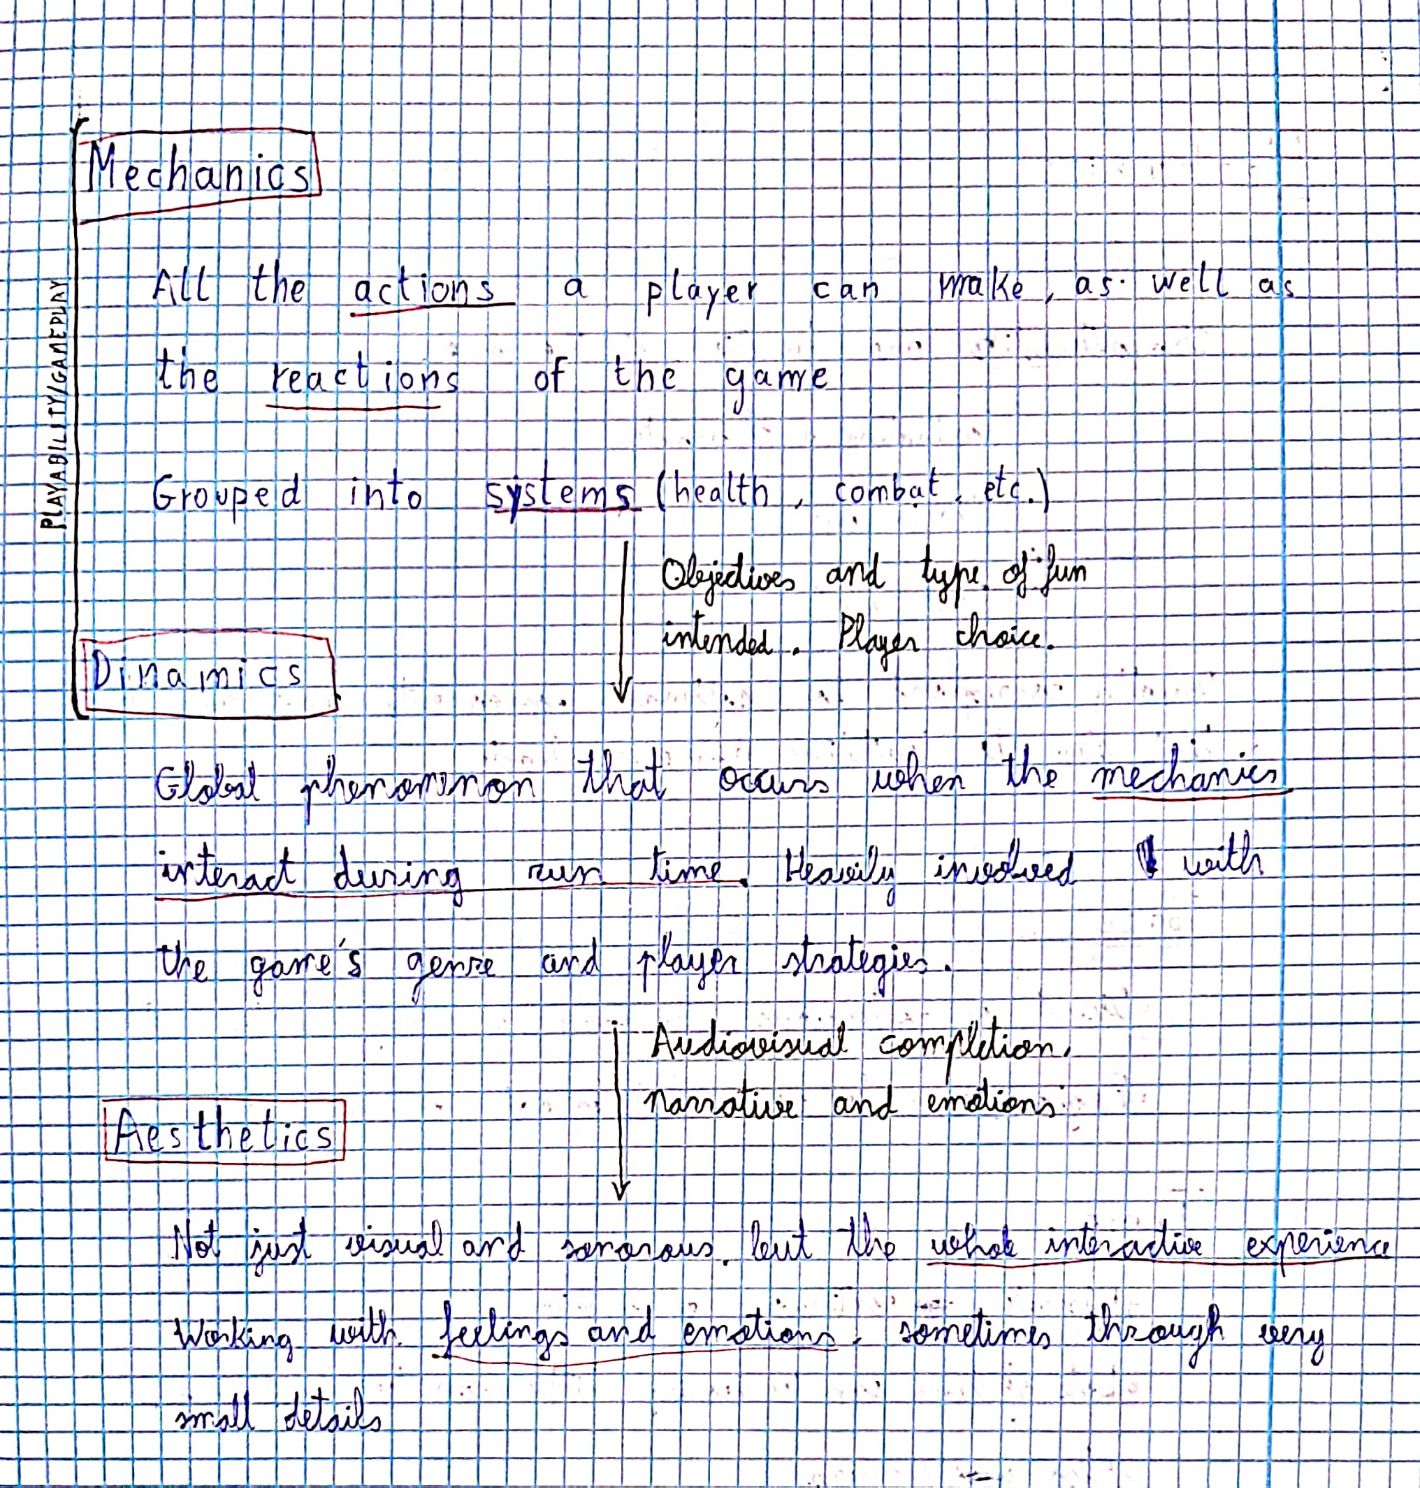 Mechanics
All the actions a player can make, as well as
the reactions of the game
PLAYABILITY/GAMEPLAY
Grouped into systems (health, combat, etc.)
Objectives and type of fun
intended. Player choice.
Dinamics
Global phenomenon that occurs when the mechanics
interact during run time. Heavily involved with
the game's genre and player strategies.
Audiovisual completion,
narrative and emotions
Aesthetics
Not just visual and sonorous, but the whole interactive experience
Working with feelings and emotions, sometimes through very
small details